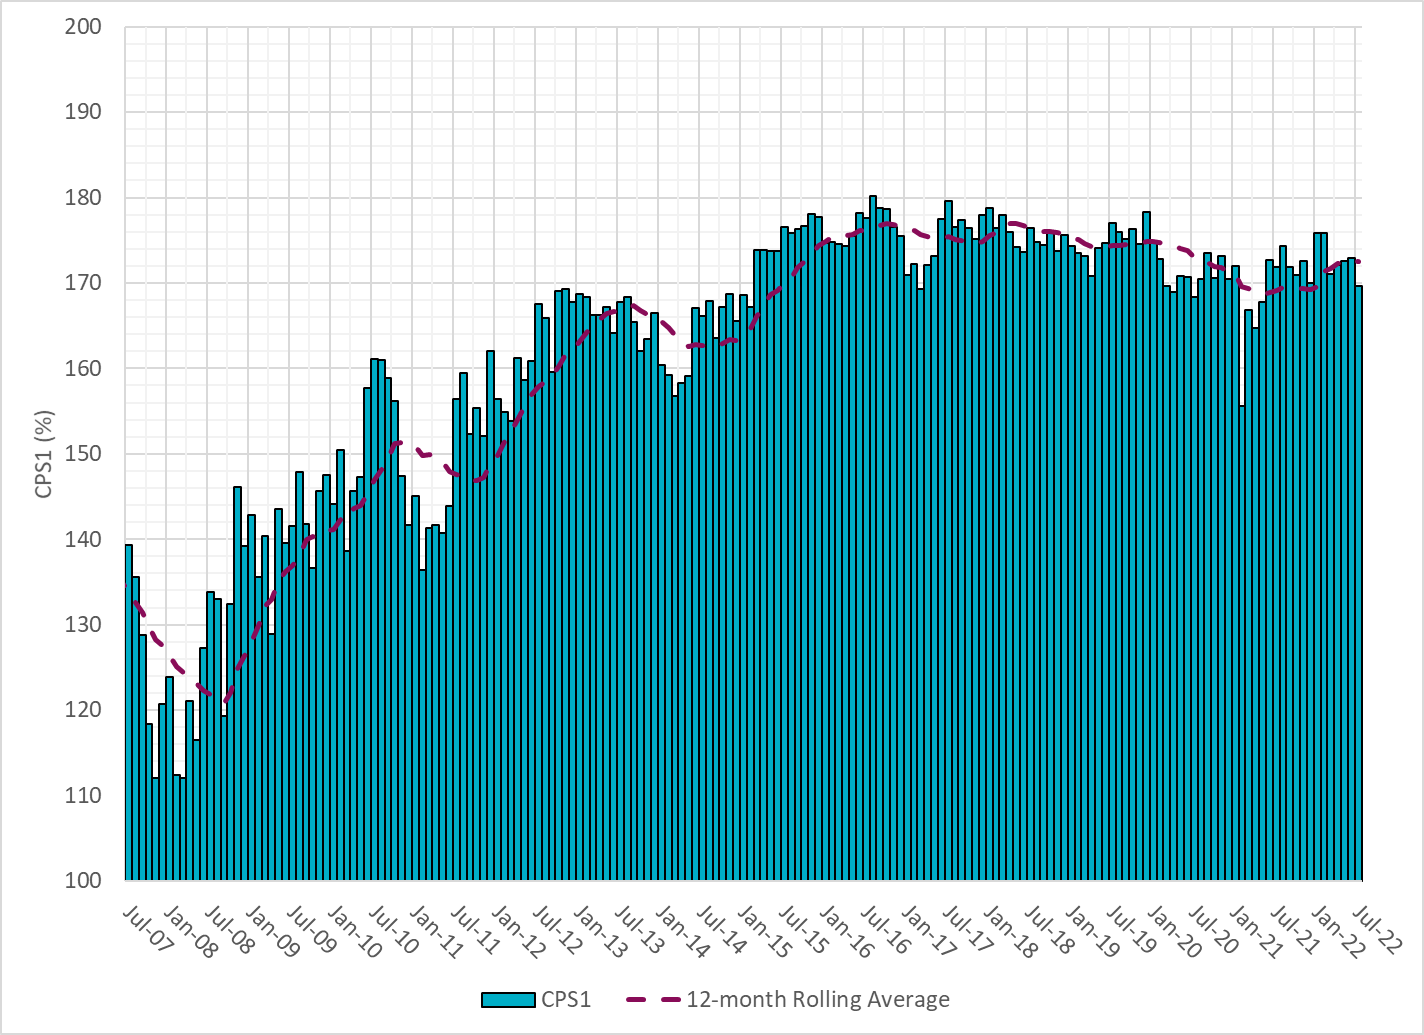 200
190
180
170
160
150
140
130
120
110
100
CPS1 (%)
Jul-07
Jan-08
Jul-08
Jan-09
Jul-09
Jan-10
Jul-10
Jan-11
Jul-11
Jan-12
Jul-12
Jan-13
Jul-13
Jan-14
Jul-14
Jan-15
Jul-15
Jan-16
Jul-16
Jan-17
Jul-17
Jan-18
Jul-18
Jan-19
Jul-19
Jan-20
Jul-20
Jan-21
Jul-21
Jan-22
Jul-22
CPS1
12-month Rolling Average